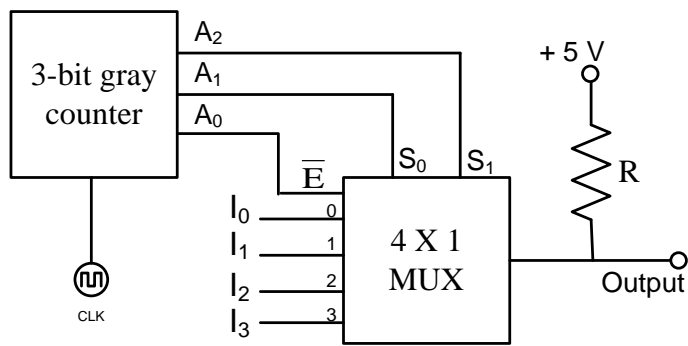 3-bit gray
counter
A₂
A₁
A₀
CLK
E̅
S₀
S₁
I₀
0
I₁
1
I₂
2
I₃
3
4 X 1
MUX
+ 5 V
R
Output